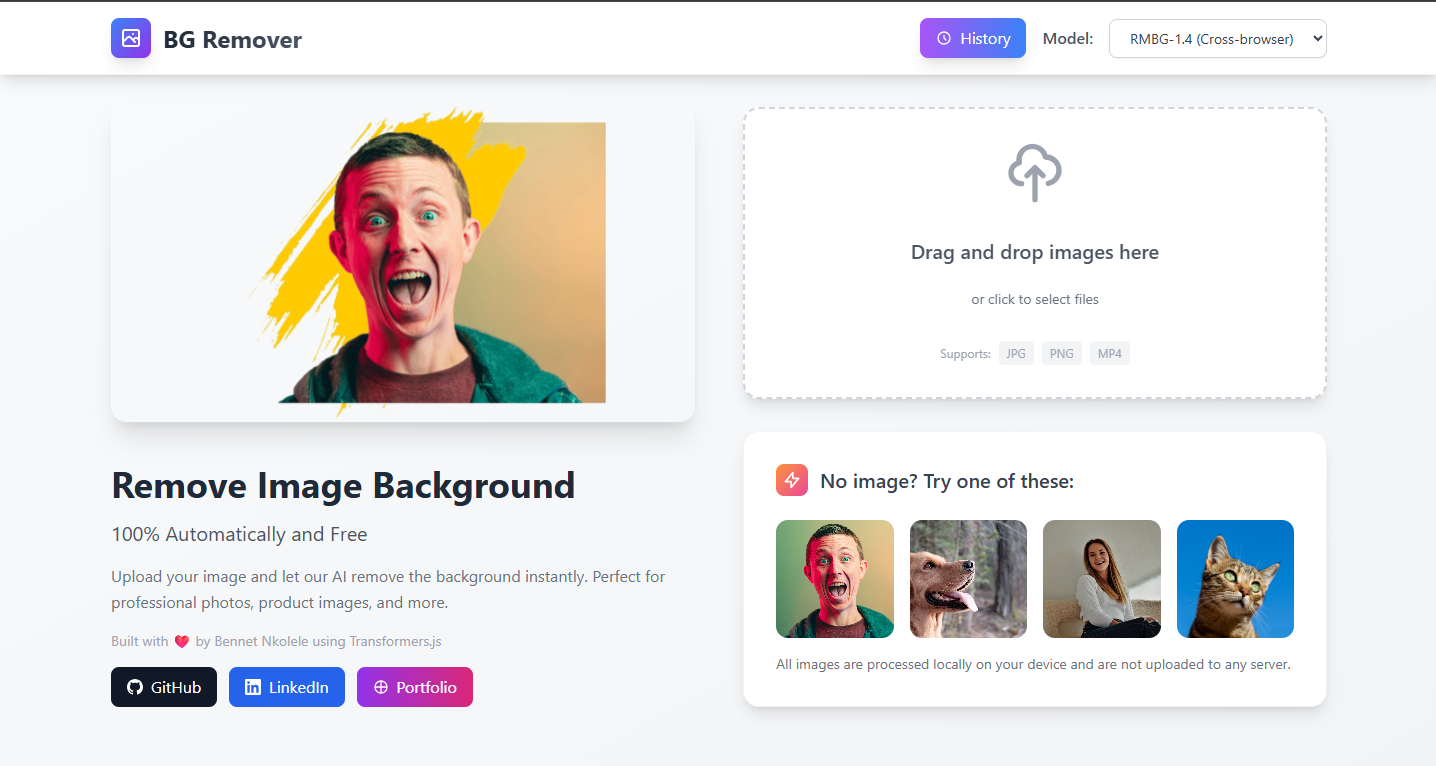 BG Remover
History
Model:
RMBG-1.4 (Cross-browser)
Remove Image Background
100% Automatically and Free
Upload your image and let our AI remove the background instantly. Perfect for
professional photos, product images, and more.
Built with ❤️ by Bennet Nkolele using Transformers.js
GitHub
LinkedIn
Portfolio
Drag and drop images here
or click to select files
Supports: JPG PNG MP4
No image? Try one of these:
All images are processed locally on your device and are not uploaded to any server.